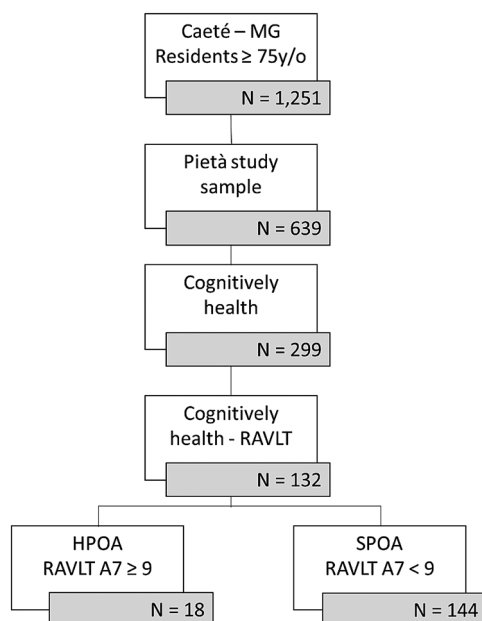 Caeté – MG
Residents ≥ 75y/o
N = 1,251
Pietà study
sample
N = 639
Cognitively
health
N = 299
Cognitively
health - RAVLT
N = 132
HPOA
RAVLT A7 ≥ 9
N = 18
SPOA
RAVLT A7 < 9
N = 144